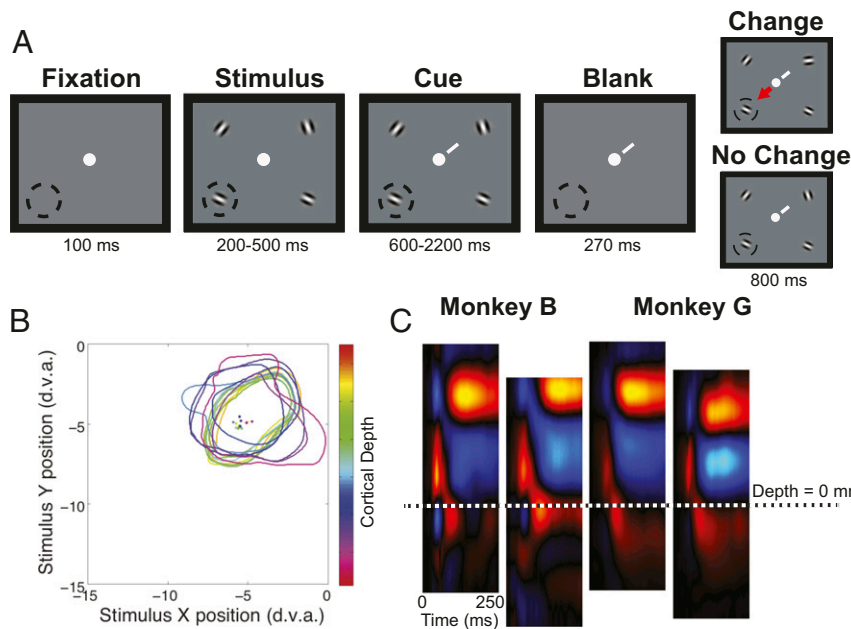 A
Fixation
Stimulus
Cue
Blank
Change
No Change
100 ms
200-500 ms
600-2200 ms
270 ms
800 ms
B
0
−5
−10
−15
−15
−10
−5
0
Stimulus Y position (d.v.a.)
Stimulus X position (d.v.a.)
Cortical Depth
C
Monkey B
Monkey G
Depth = 0 mm
0
250
Time (ms)